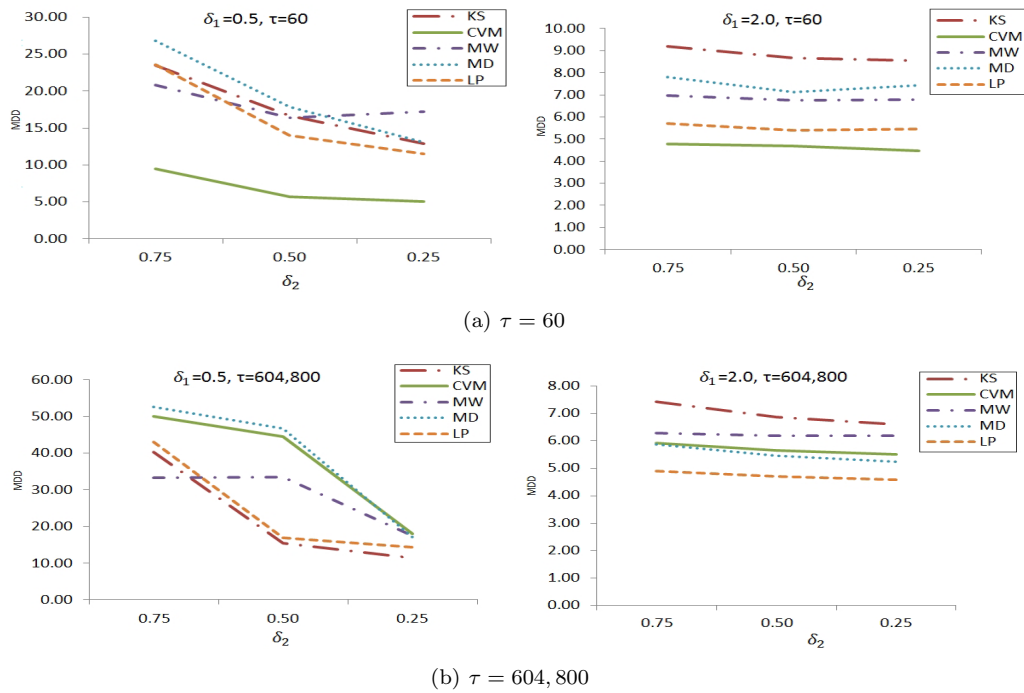 δ1=0.5, τ=60
KS
CVM
MW
MD
LP
30.00
25.00
20.00
15.00
10.00
5.00
0.00
MDD
0.75 0.50 0.25
δ2
δ1=2.0, τ=60
KS
CVM
MW
MD
LP
10.00
9.00
8.00
7.00
6.00
5.00
4.00
3.00
2.00
1.00
0.00
MDD
0.75 0.50 0.25
δ2
(a) τ = 60
δ1=0.5, τ=604,800
KS
CVM
MW
MD
LP
60.00
50.00
40.00
30.00
20.00
10.00
0.00
MDD
0.75 0.50 0.25
δ2
δ1=2.0, τ=604,800
KS
CVM
MW
MD
LP
8.00
7.00
6.00
5.00
4.00
3.00
2.00
1.00
0.00
MDD
0.75 0.50 0.25
δ2
(b) τ = 604, 800